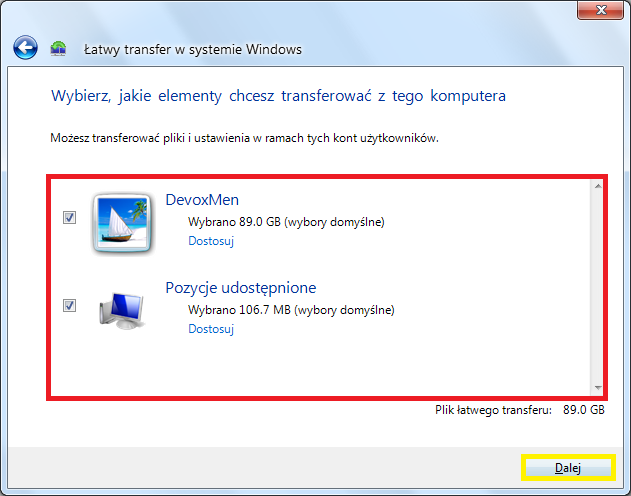 Łatwy transfer w systemie Windows
Wybierz, jakie elementy chcesz transferować z tego komputera
Możesz transferować pliki i ustawienia w ramach tych kont użytkowników.
DevoxMen
Wybrano 89.0 GB (wybory domyślne)
Dostosuj
Pozycje udostępnione
Wybrano 106.7 MB (wybory domyślne)
Dostosuj
Plik łatwego transferu: 89.0 GB
Dalej